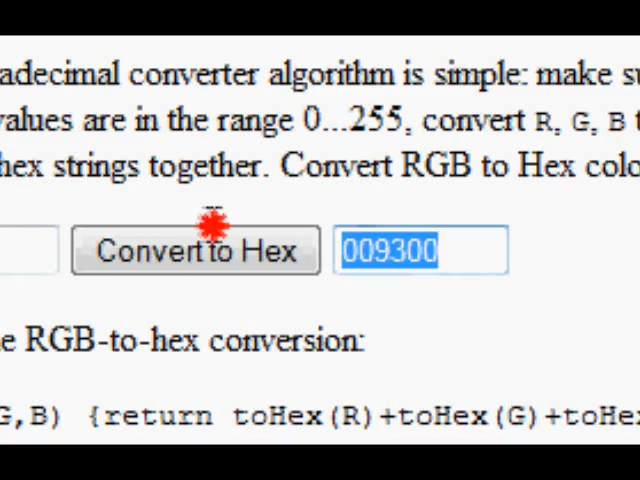 adecimal converter algorithm is simple: make su
values are in the range 0...255, convert R, G, B t
hex strings together. Convert RGB to Hex colo
Convert to Hex 009300
e RGB-to-hex conversion:
G,B) {return toHex(R)+toHex(G)+toHex